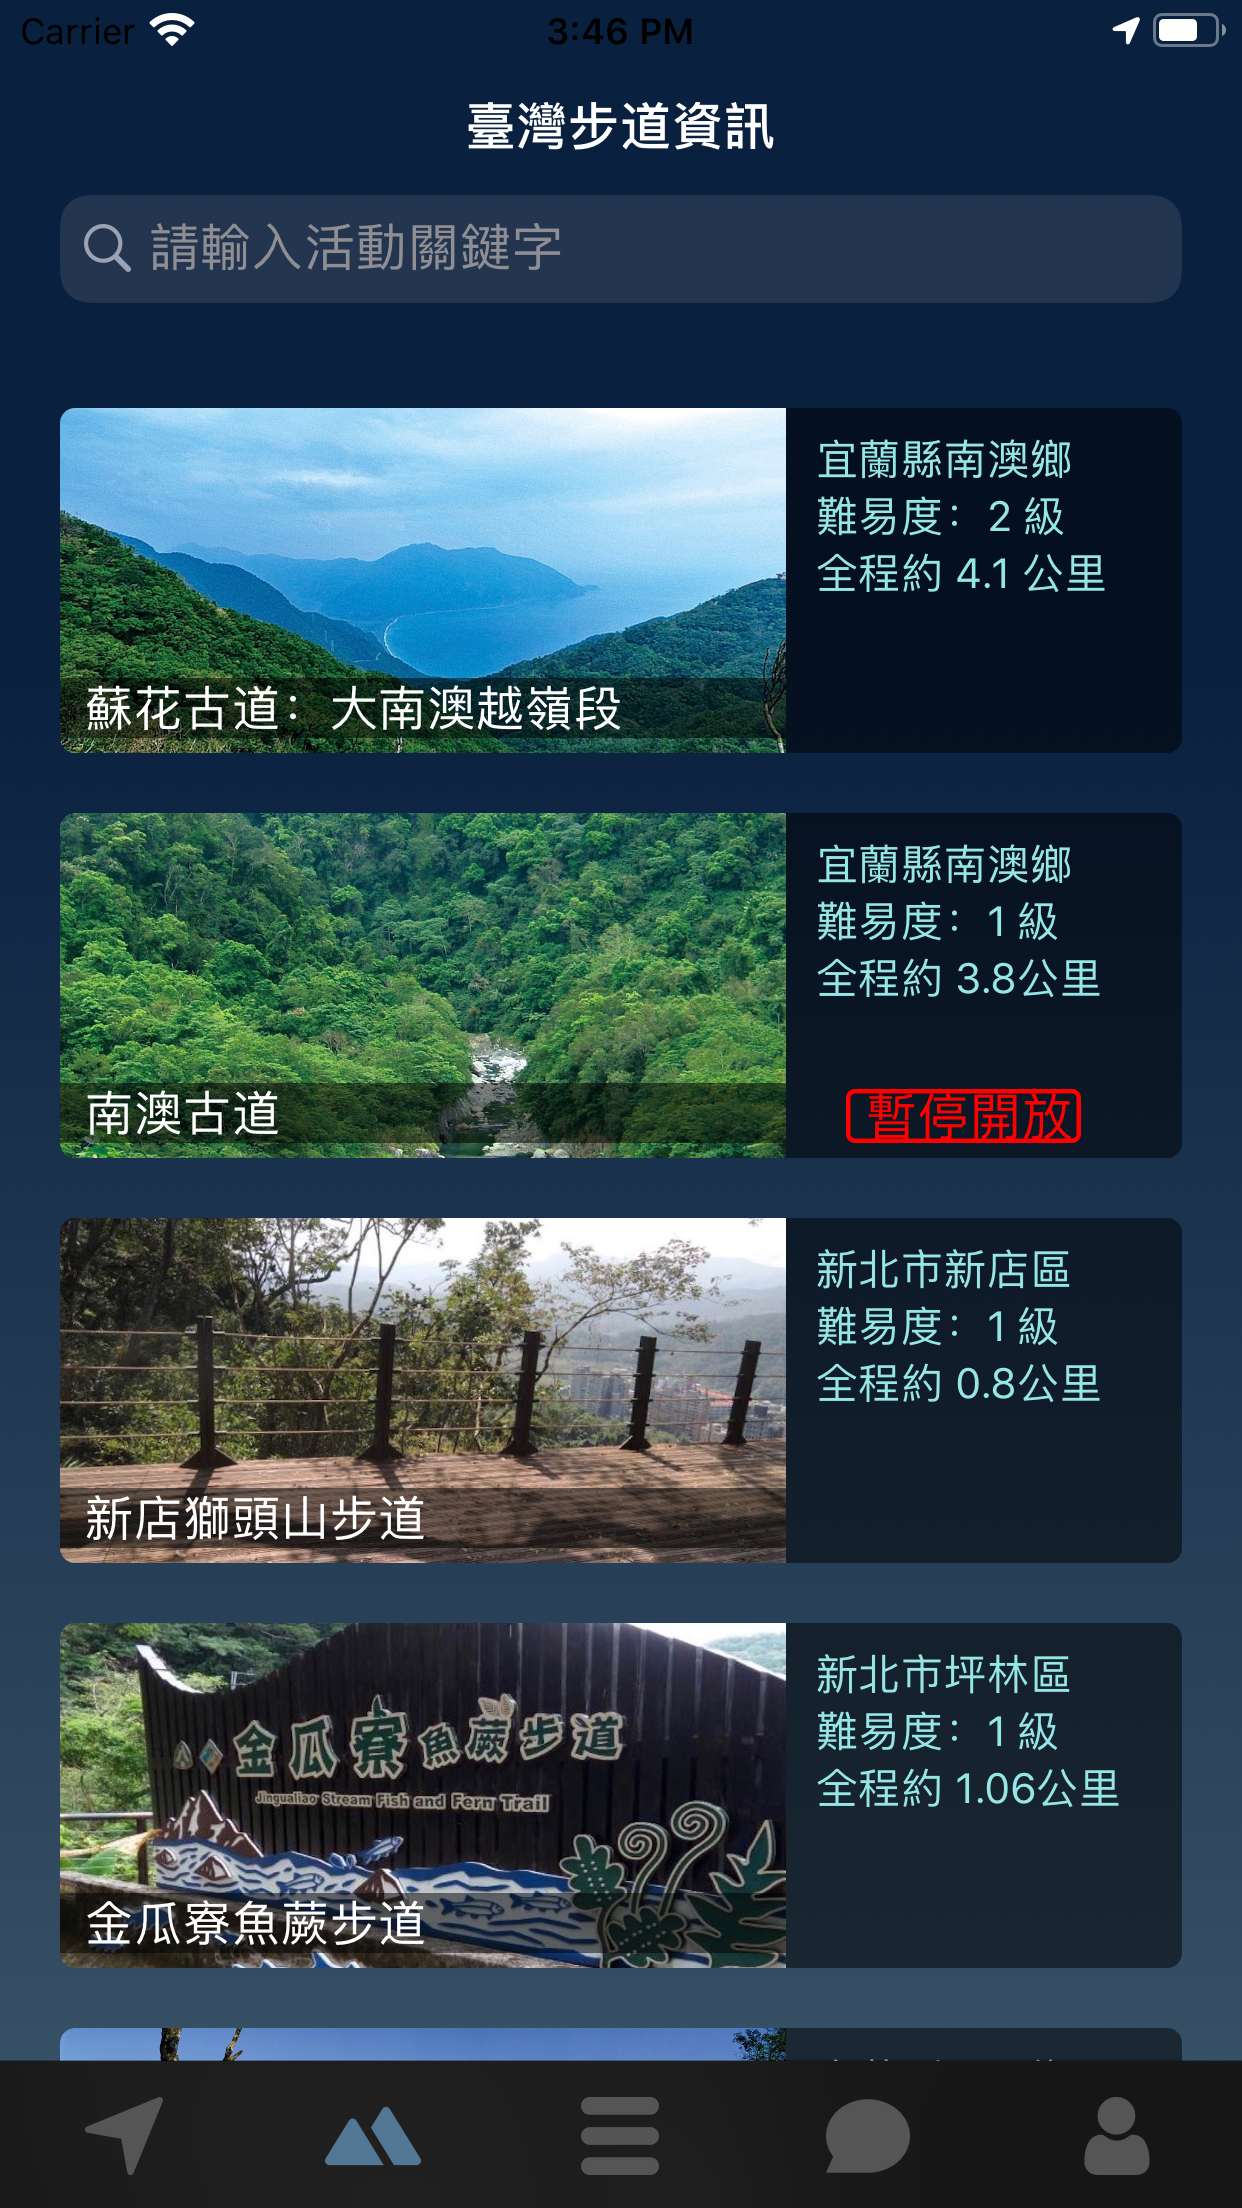 Carrier
3:46 PM
臺灣步道資訊
請輸入活動關鍵字
宜蘭縣南澳鄉
難易度：2 級
全程約 4.1 公里
蘇花古道：大南澳越嶺段
宜蘭縣南澳鄉
難易度：1 級
全程約 3.8公里
南澳古道
暫停開放
新北市新店區
難易度：1 級
全程約 0.8公里
新店獅頭山步道
新北市坪林區
難易度：1 級
全程約 1.06公里
金瓜寮魚蕨步道
Jingualiao Stream Fish and Fern Trail
金瓜寮魚蕨步道